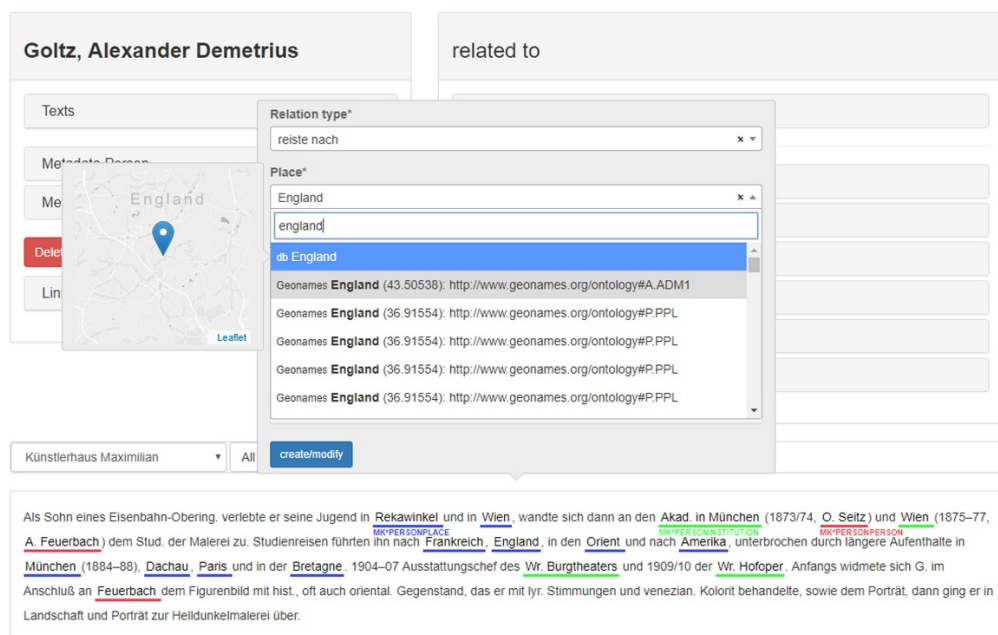 Goltz, Alexander Demetrius
related to
Texts
Relation type*
reiste nach
× ▾
Metadata Person
Place*
Me
England
England
× ▴
england
Delet
db England
Geonames England (43.50538): http://www.geonames.org/ontology#A.ADM1
Lin
Geonames England (36.91554): http://www.geonames.org/ontology#P.PPL
Leaflet
Geonames England (36.91554): http://www.geonames.org/ontology#P.PPL
Geonames England (36.91554): http://www.geonames.org/ontology#P.PPL
Geonames England (36.91554): http://www.geonames.org/ontology#P.PPL
Künstlerhaus Maximilian
All
create/modify
Als Sohn eines Eisenbahn-Obering. verlebte er seine Jugend in Rekawinkel und in Wien, wandte sich dann an den Akad. in München (1873/74, O. Seitz) und Wien (1875–77,
MK*PERSONPLACE
MK*PERSONINSTITUTION
MK*PERSONPERSON
A. Feuerbach) dem Stud. der Malerei zu. Studienreisen führten ihn nach Frankreich, England, in den Orient und nach Amerika, unterbrochen durch längere Aufenthalte in
München (1884–88), Dachau, Paris und in der Bretagne. 1904–07 Ausstattungschef des Wr. Burgtheaters und 1909/10 der Wr. Hofoper. Anfangs widmete sich G. im
Anschluß an Feuerbach dem Figurenbild mit hist., oft auch oriental. Gegenstand, das er mit lyr. Stimmungen und venezian. Kolorit behandelte, sowie dem Porträt, dann ging er in
Landschaft und Porträt zur Helldunkelmalerei über.